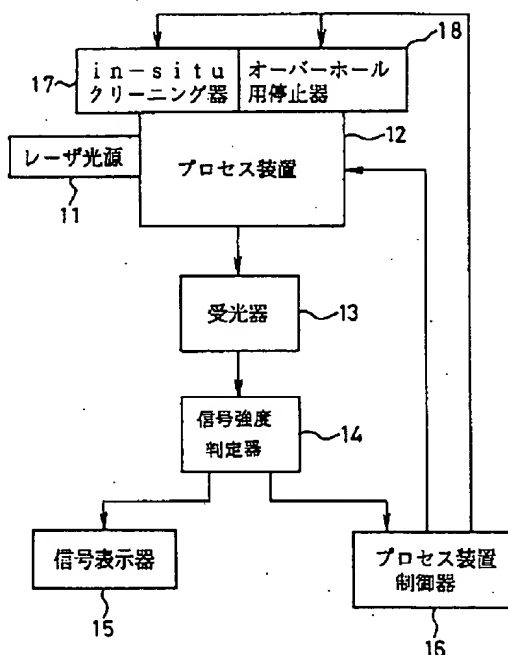 18
17
in-situ
クリーニング器
オーバーホール
用停止器
レーザ光源
11
プロセス装置
12
受光器
13
信号強度
判定器
14
信号表示器
15
プロセス装置
制御器
16